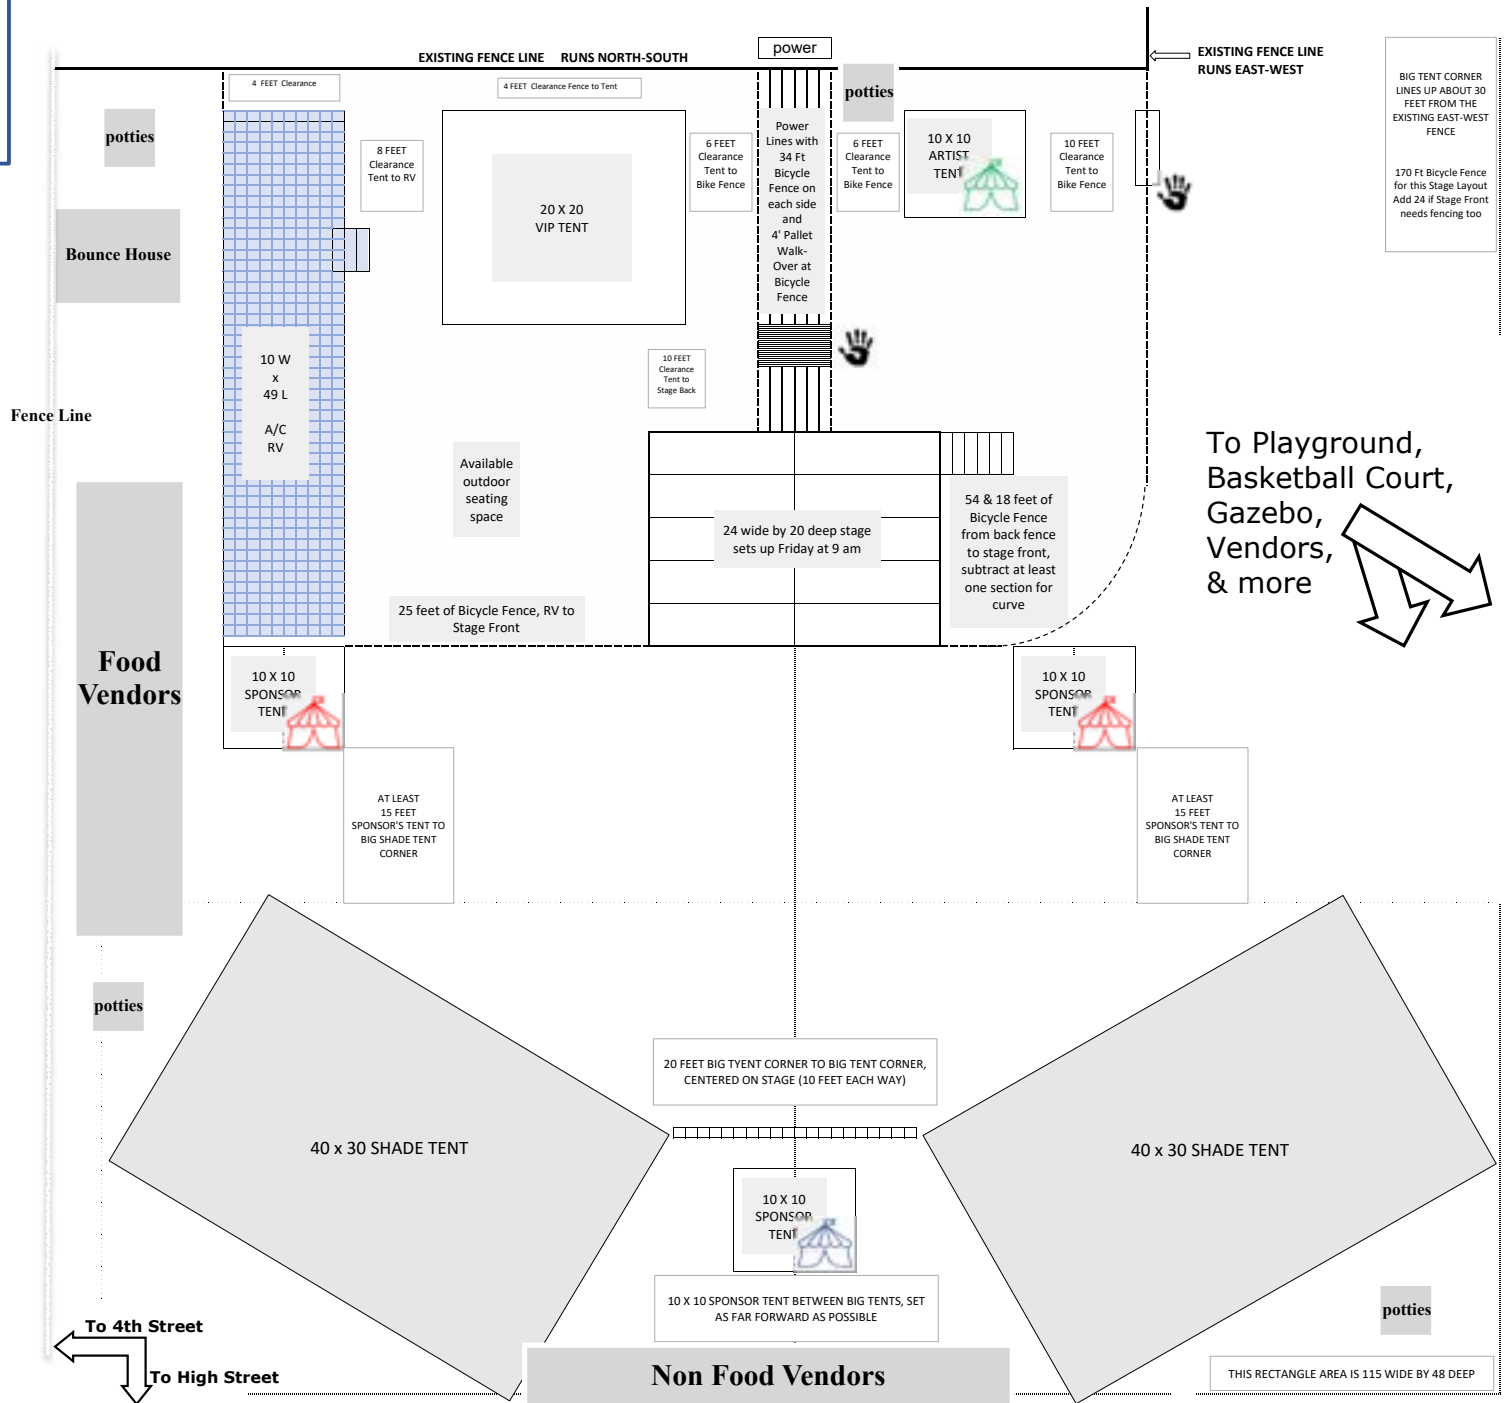 power
EXISTING FENCE LINE    RUNS NORTH-SOUTH
EXISTING FENCE LINE
RUNS EAST-WEST
BIG TENT CORNER
LINES UP ABOUT 30
FEET FROM THE
EXISTING EAST-WEST
FENCE
170 Ft Bicycle Fence
for this Stage Layout
Add 24 if Stage Front
needs fencing too
4 FEET Clearance
4 FEET Clearance Fence to Tent
potties
potties
8 FEET
Clearance
Tent to RV
20 X 20
VIP TENT
6 FEET
Clearance
Tent to
Bike Fence
Power
Lines with
34 Ft
Bicycle
Fence on
each side
and
4' Pallet
Walk-
Over at
Bicycle
Fence
6 FEET
Clearance
Tent to
Bike Fence
10 X 10
ARTIST
TENT
10 FEET
Clearance
Tent to
Bike Fence
Bounce House
10 W
x
49 L
A/C
RV
10 FEET
Clearance
Tent to
Stage Back
Fence Line
Available
outdoor
seating
space
24 wide by 20 deep stage
sets up Friday at 9 am
54 & 18 feet of
Bicycle Fence
from back fence
to stage front,
subtract at least
one section for
curve
To Playground,
Basketball Court,
Gazebo,
Vendors,
& more
25 feet of Bicycle Fence, RV to
Stage Front
Food
Vendors
10 X 10
SPONSOR
TENT
10 X 10
SPONSOR
TENT
AT LEAST
15 FEET
SPONSOR'S TENT TO
BIG SHADE TENT
CORNER
AT LEAST
15 FEET
SPONSOR'S TENT TO
BIG SHADE TENT
CORNER
potties
20 FEET BIG TYENT CORNER TO BIG TENT CORNER,
CENTERED ON STAGE (10 FEET EACH WAY)
40 x 30 SHADE TENT
40 x 30 SHADE TENT
10 X 10
SPONSOR
TENT
10 X 10 SPONSOR TENT BETWEEN BIG TENTS, SET
AS FAR FORWARD AS POSSIBLE
potties
To 4th Street
To High Street
Non Food Vendors
THIS RECTANGLE AREA IS 115 WIDE BY 48 DEEP